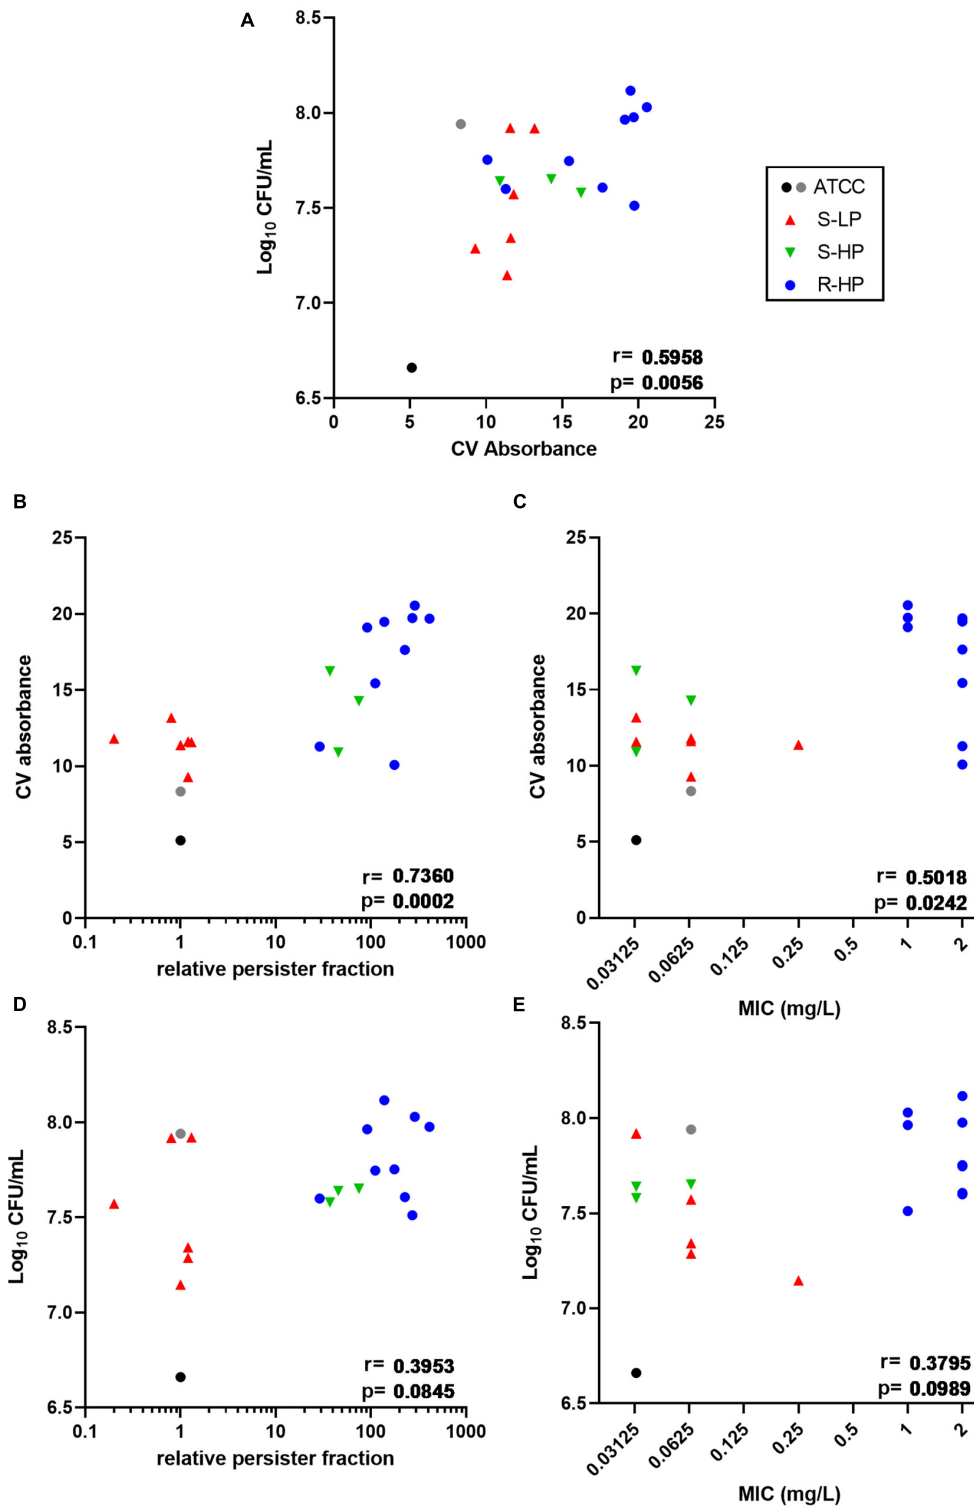 A
8.5
8.0
7.5
7.0
6.5
Log10 CFU/mL
0 5 10 15 20 25
CV Absorbance
r= 0.5958
p= 0.0056
ATCC
S-LP
S-HP
R-HP
B
25
20
15
10
5
0
CV absorbance
0.1 1 10 100 1000
relative persister fraction
r= 0.7360
p= 0.0002
C
25
20
15
10
5
0
CV absorbance
0.03125 0.0625 0.125 0.25 0.5 1 2
MIC (mg/L)
r= 0.5018
p= 0.0242
D
8.5
8.0
7.5
7.0
6.5
Log10 CFU/mL
0.1 1 10 100 1000
relative persister fraction
r= 0.3953
p= 0.0845
E
8.5
8.0
7.5
7.0
6.5
Log10 CFU/mL
0.03125 0.0625 0.125 0.25 0.5 1 2
MIC (mg/L)
r= 0.3795
p= 0.0989